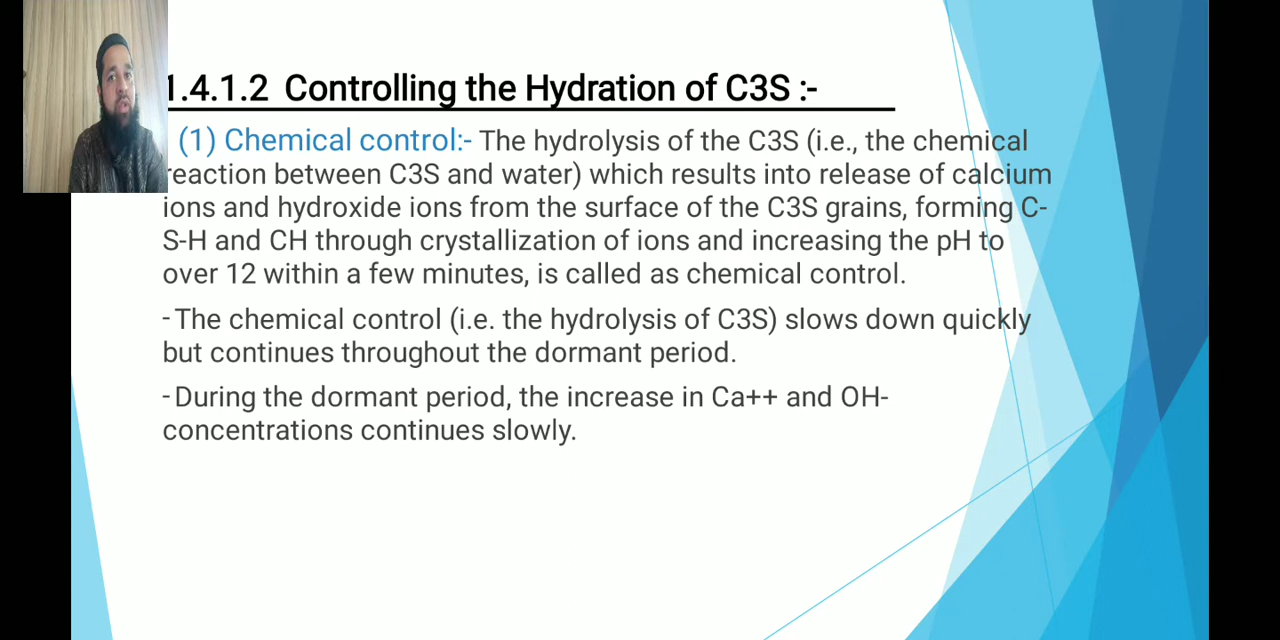 1.4.1.2 Controlling the Hydration of C3S :-
(1) Chemical control:- The hydrolysis of the C3S (i.e., the chemical
reaction between C3S and water) which results into release of calcium
ions and hydroxide ions from the surface of the C3S grains, forming C-
S-H and CH through crystallization of ions and increasing the pH to
over 12 within a few minutes, is called as chemical control.
- The chemical control (i.e. the hydrolysis of C3S) slows down quickly
but continues throughout the dormant period.
- During the dormant period, the increase in Ca++ and OH-
concentrations continues slowly.